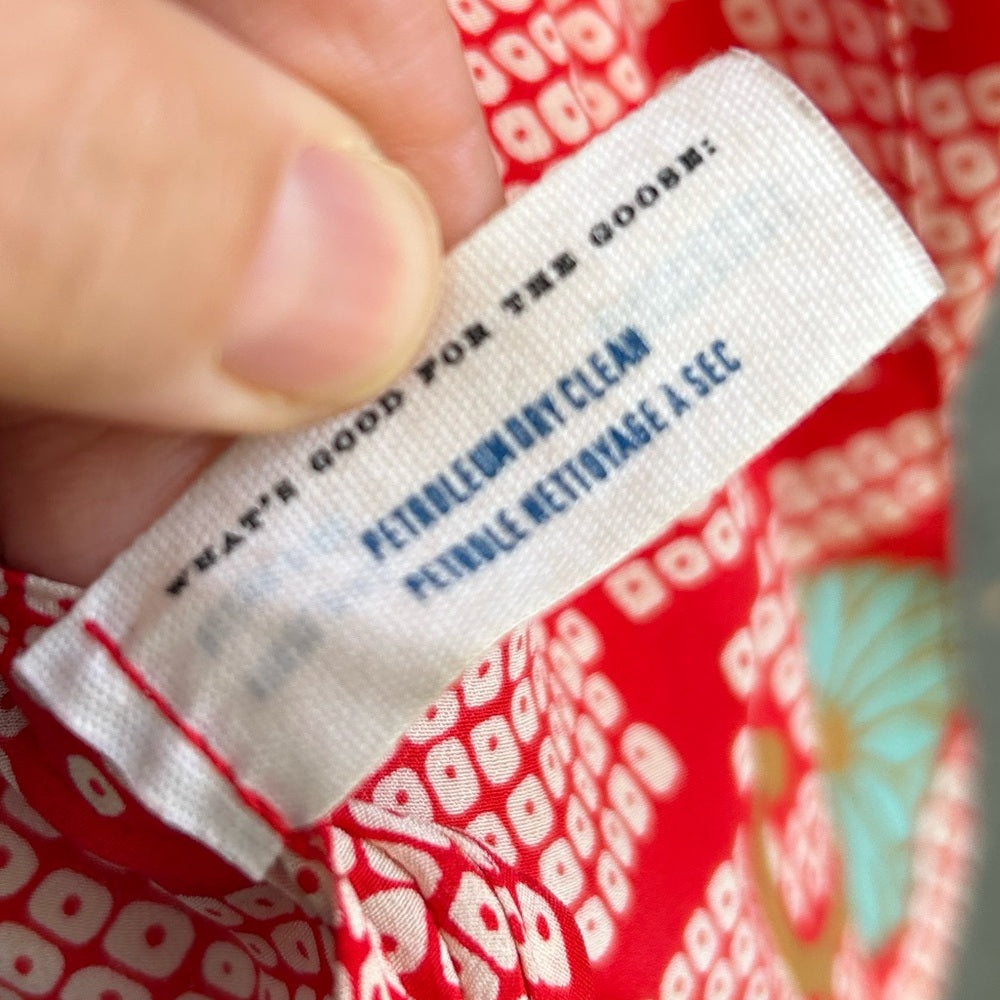 WHAT'S GOOD FOR THE GOOSE:
PETROLEUM DRY CLEAN
PETROLE NETTOYAGE A SEC